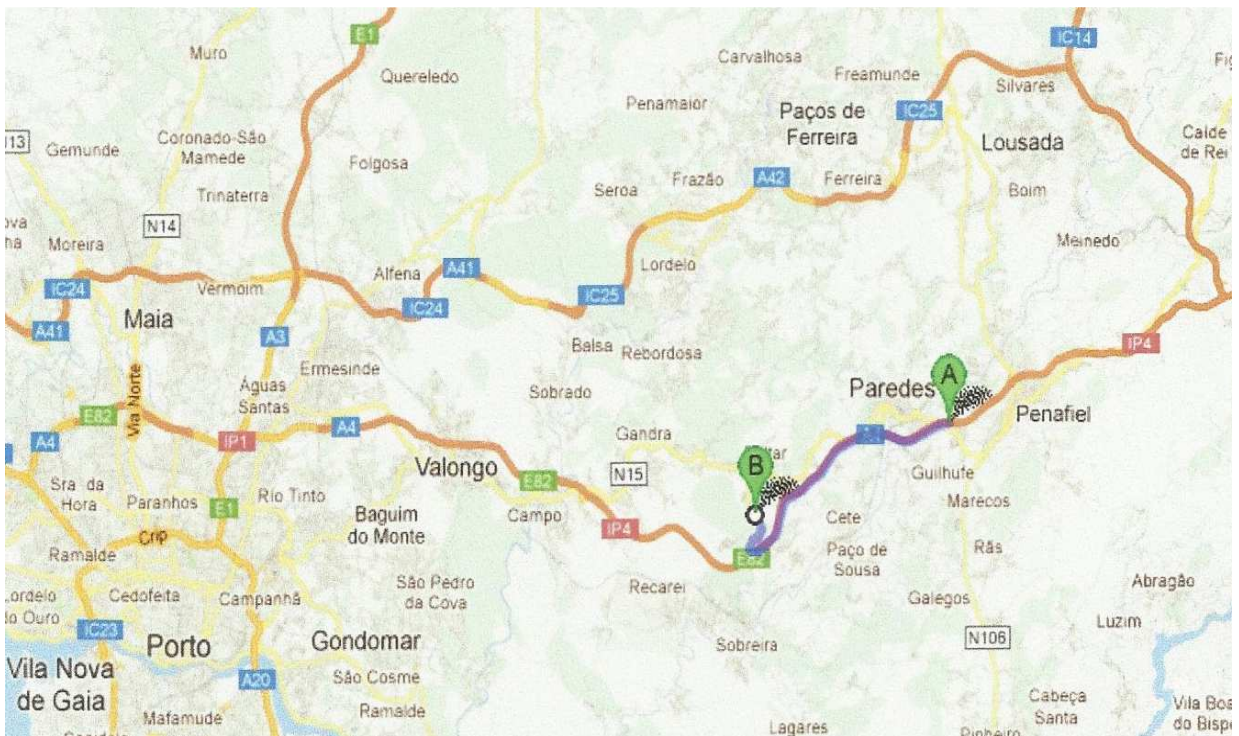 E1
IC14
Muro
Carvalhosa
Quereledo
Freamunde
Silvares
Penamaior
Paços de
Ferreira
IC25
Coronado-São
Mamede
Gemunde
Folgosa
Lousada
Calde
de Rei
Trinaterra
Seroa
Frazão
A42
Ferreira
Boim
N14
Moreira
Meinedo
Alfena
A41
Lordelo
IC24
Vermoim
IC24
IC25
A41
Maia
A3
Balsa
Rebordosa
IP4
Ermesinde
Sobrado
Paredes
A
Via Norte
Águas
Santas
E82
A4
Penafiel
A4
IP1
Gandra
Valongo
N15
B
Guilhufe
Sra da
Hora
Paranhos
Rio Tinto
E82
Marecos
E1
Baguim
do Monte
Campo
IP4
Cete
Crip
Ramalde
Paço de
Sousa
Rãs
E82
São Pedro
da Cova
Recarei
Abragão
Lordelo
do Ouro
Cedofeita
Campanhã
Galegos
Luzim
IC23
Porto
Gondomar
Sobreira
N106
Vila Nova
de Gaia
A20
São Cosme
Ramalde
Cabeça
Santa
Mafamude
Lagares
Vila Boa
do Bispo
Pinheiro